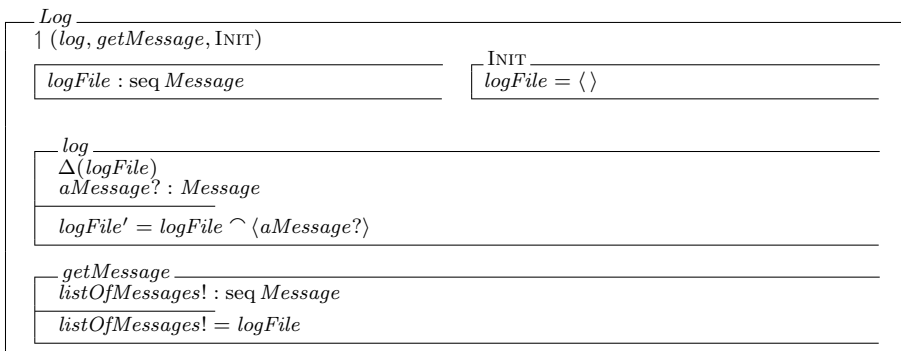 Log
↾ (log, getMessage, INIT)
INIT
logFile : seq Message
logFile = ⟨ ⟩
log
Δ(logFile)
aMessage? : Message
logFile′ = logFile ⌢ ⟨aMessage?⟩
getMessage
listOfMessages! : seq Message
listOfMessages! = logFile